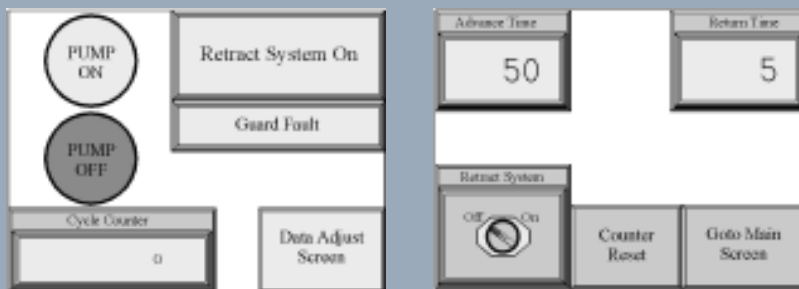 PUMP
ON
Retract System On
Guard Fault
PUMP
OFF
Cycle Counter
0
Data Adjust
Screen
Advance Time
50
Return Time
5
Retract System
Off On
Counter
Reset
Goto Main
Screen